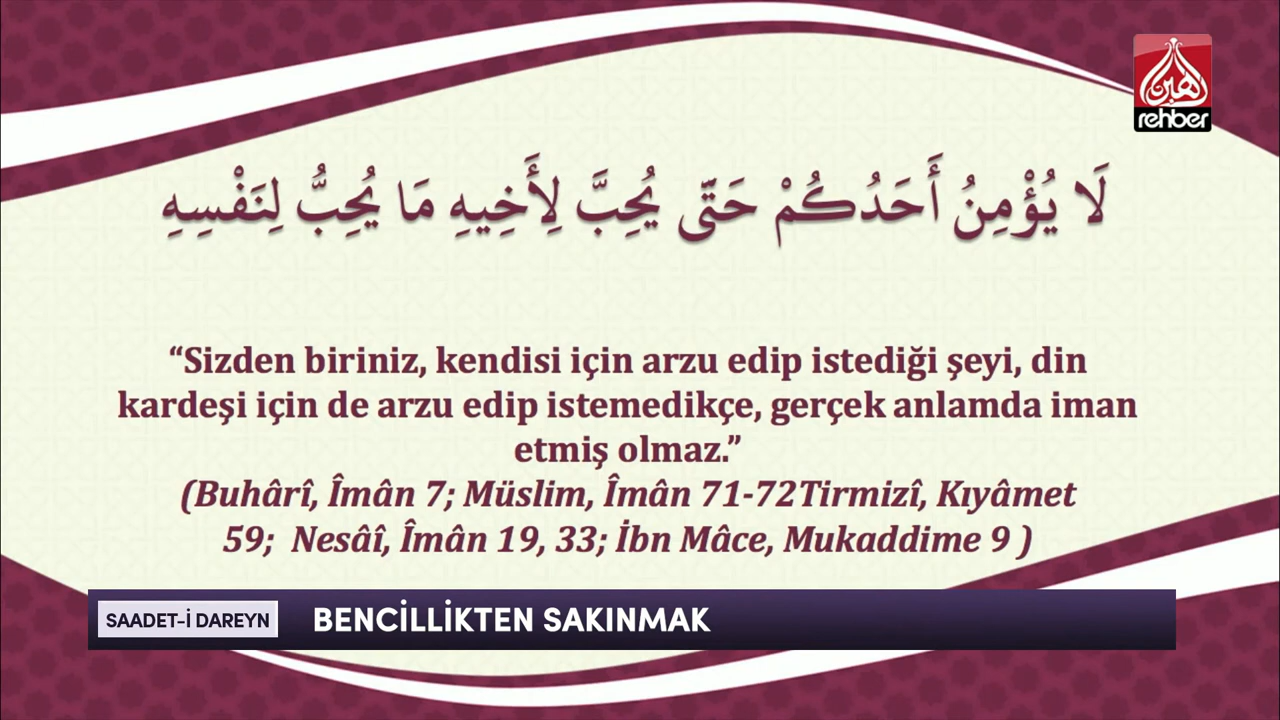 رهبر
rehber
لَا يُؤْمِنُ أَحَدُكُمْ حَتَّى يُحِبَّ لِأَخِيهِ مَا يُحِبُّ لِنَفْسِهِ
“Sizden biriniz, kendisi için arzu edip istediği şeyi, din
kardeşi için de arzu edip istemedikçe, gerçek anlamda iman
etmiş olmaz.”
(Buhârî, Îmân 7; Müslim, Îmân 71-72Tirmizî, Kıyâmet
59;  Nesâî, Îmân 19, 33; İbn Mâce, Mukaddime 9 )
SAADET-İ DAREYN
BENCİLLİKTEN SAKINMAK